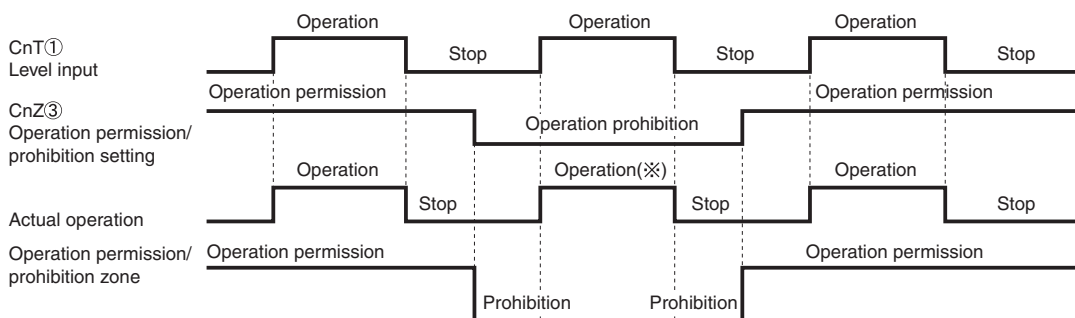 Operation Operation Operation
CnT①
Level input
Stop Stop Stop
Operation permission Operation permission
CnZ③
Operation permission/
prohibition setting
Operation prohibition
Operation Operation(※) Operation
Actual operation
Stop Stop Stop
Operation permission/
prohibition zone
Operation permission Operation permission
Prohibition Prohibition